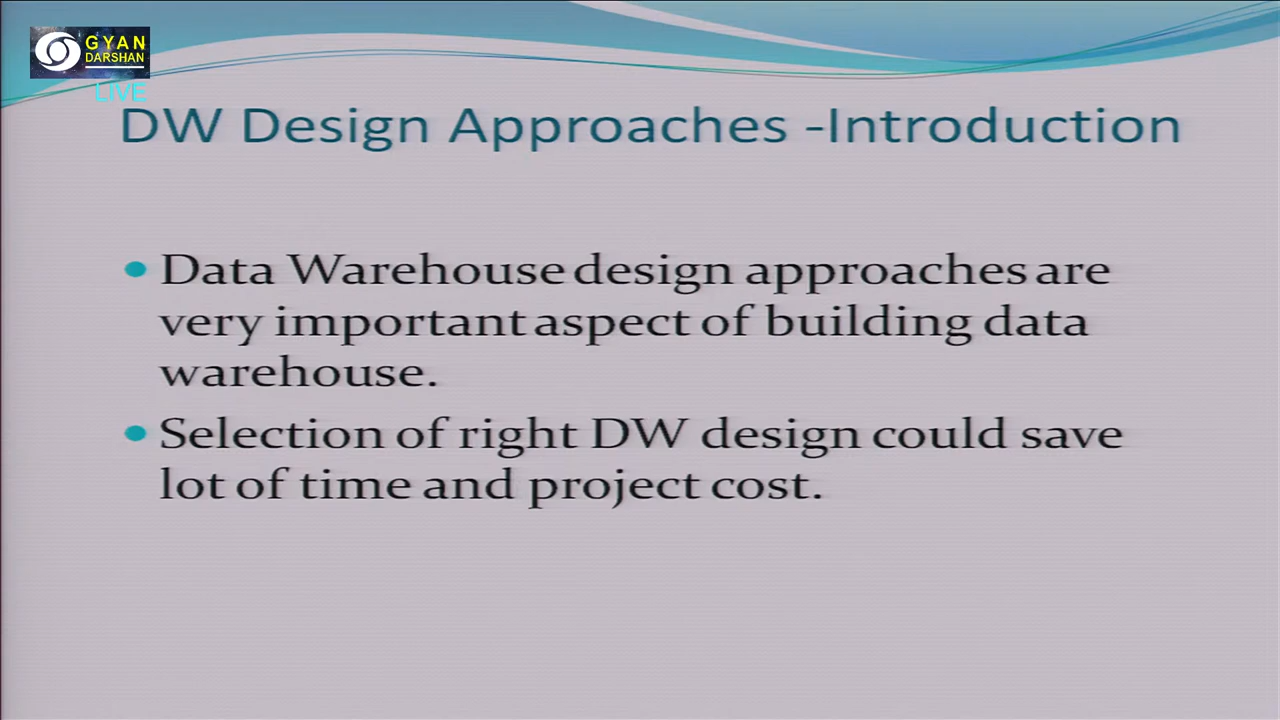 GYAN
DARSHAN
LIVE
DW Design Approaches -Introduction
• Data Warehouse design approaches are
very important aspect of building data
warehouse.
• Selection of right DW design could save
lot of time and project cost.